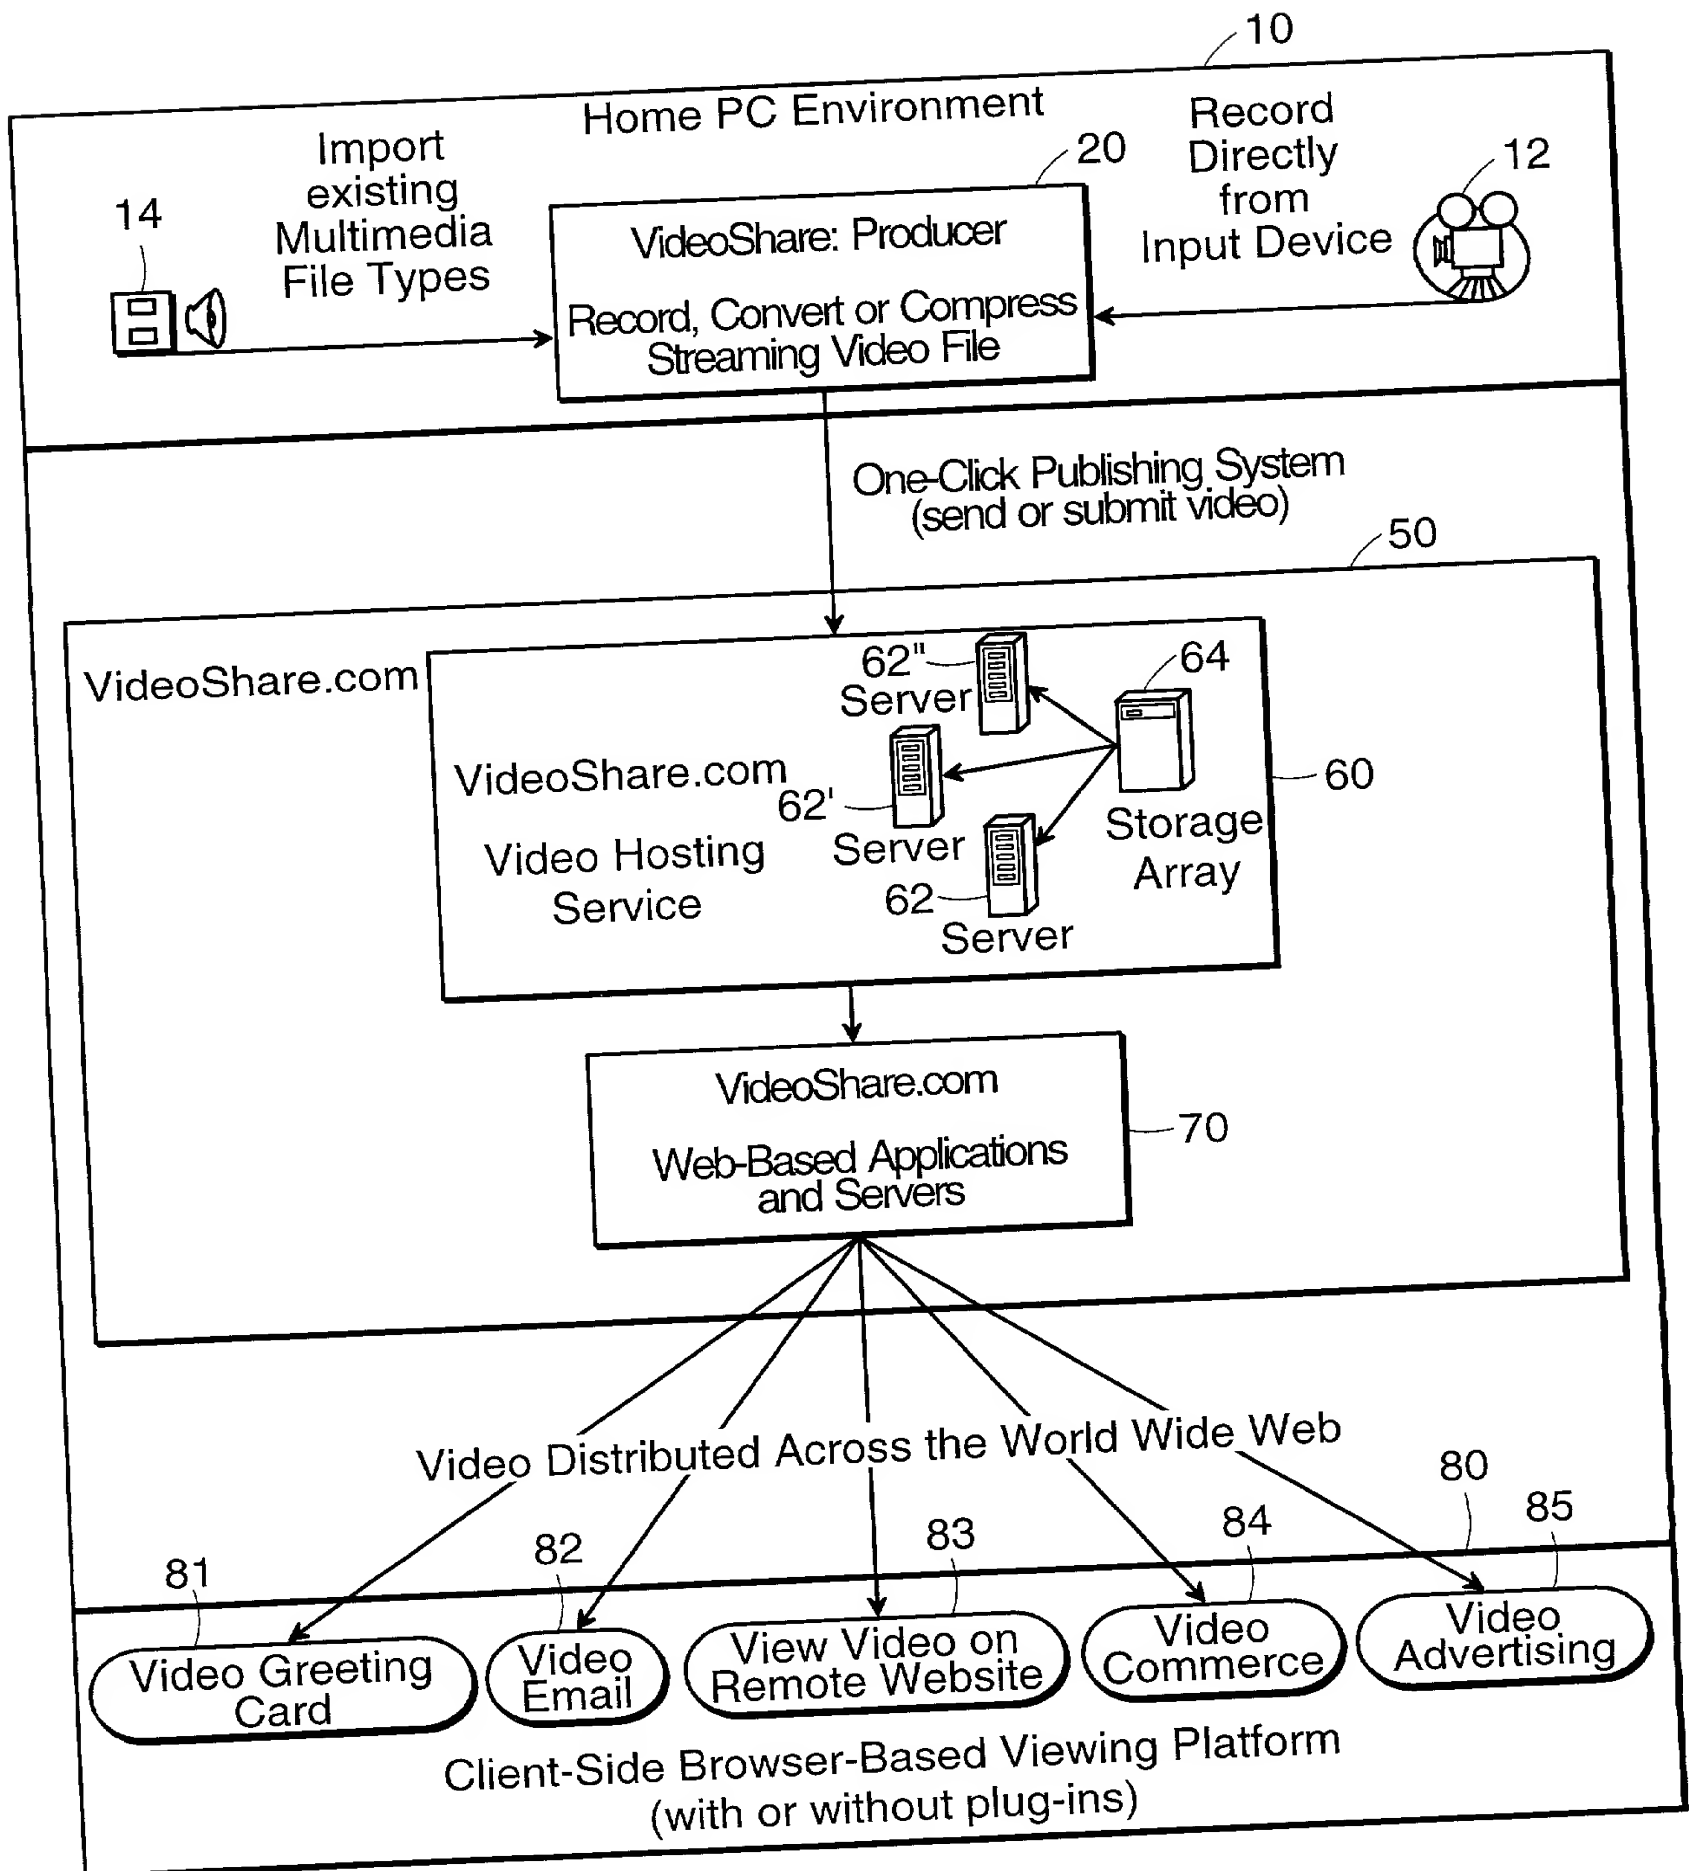 10
Home PC Environment
Import
existing
Multimedia
File Types
Record
Directly
from
Input Device
20
12
14
VideoShare: Producer
Record, Convert or Compress
Streaming Video File
One-Click Publishing System
(send or submit video)
50
VideoShare.com
62"
Server
64
VideoShare.com
62'
Server
Video Hosting
Service
62
Server
Storage
Array
60
VideoShare.com
Web-Based Applications
and Servers
70
Video Distributed Across the World Wide Web
80
81
82
83
84
85
Video Greeting
Card
Video
Email
View Video on
Remote Website
Video
Commerce
Video
Advertising
Client-Side Browser-Based Viewing Platform
(with or without plug-ins)